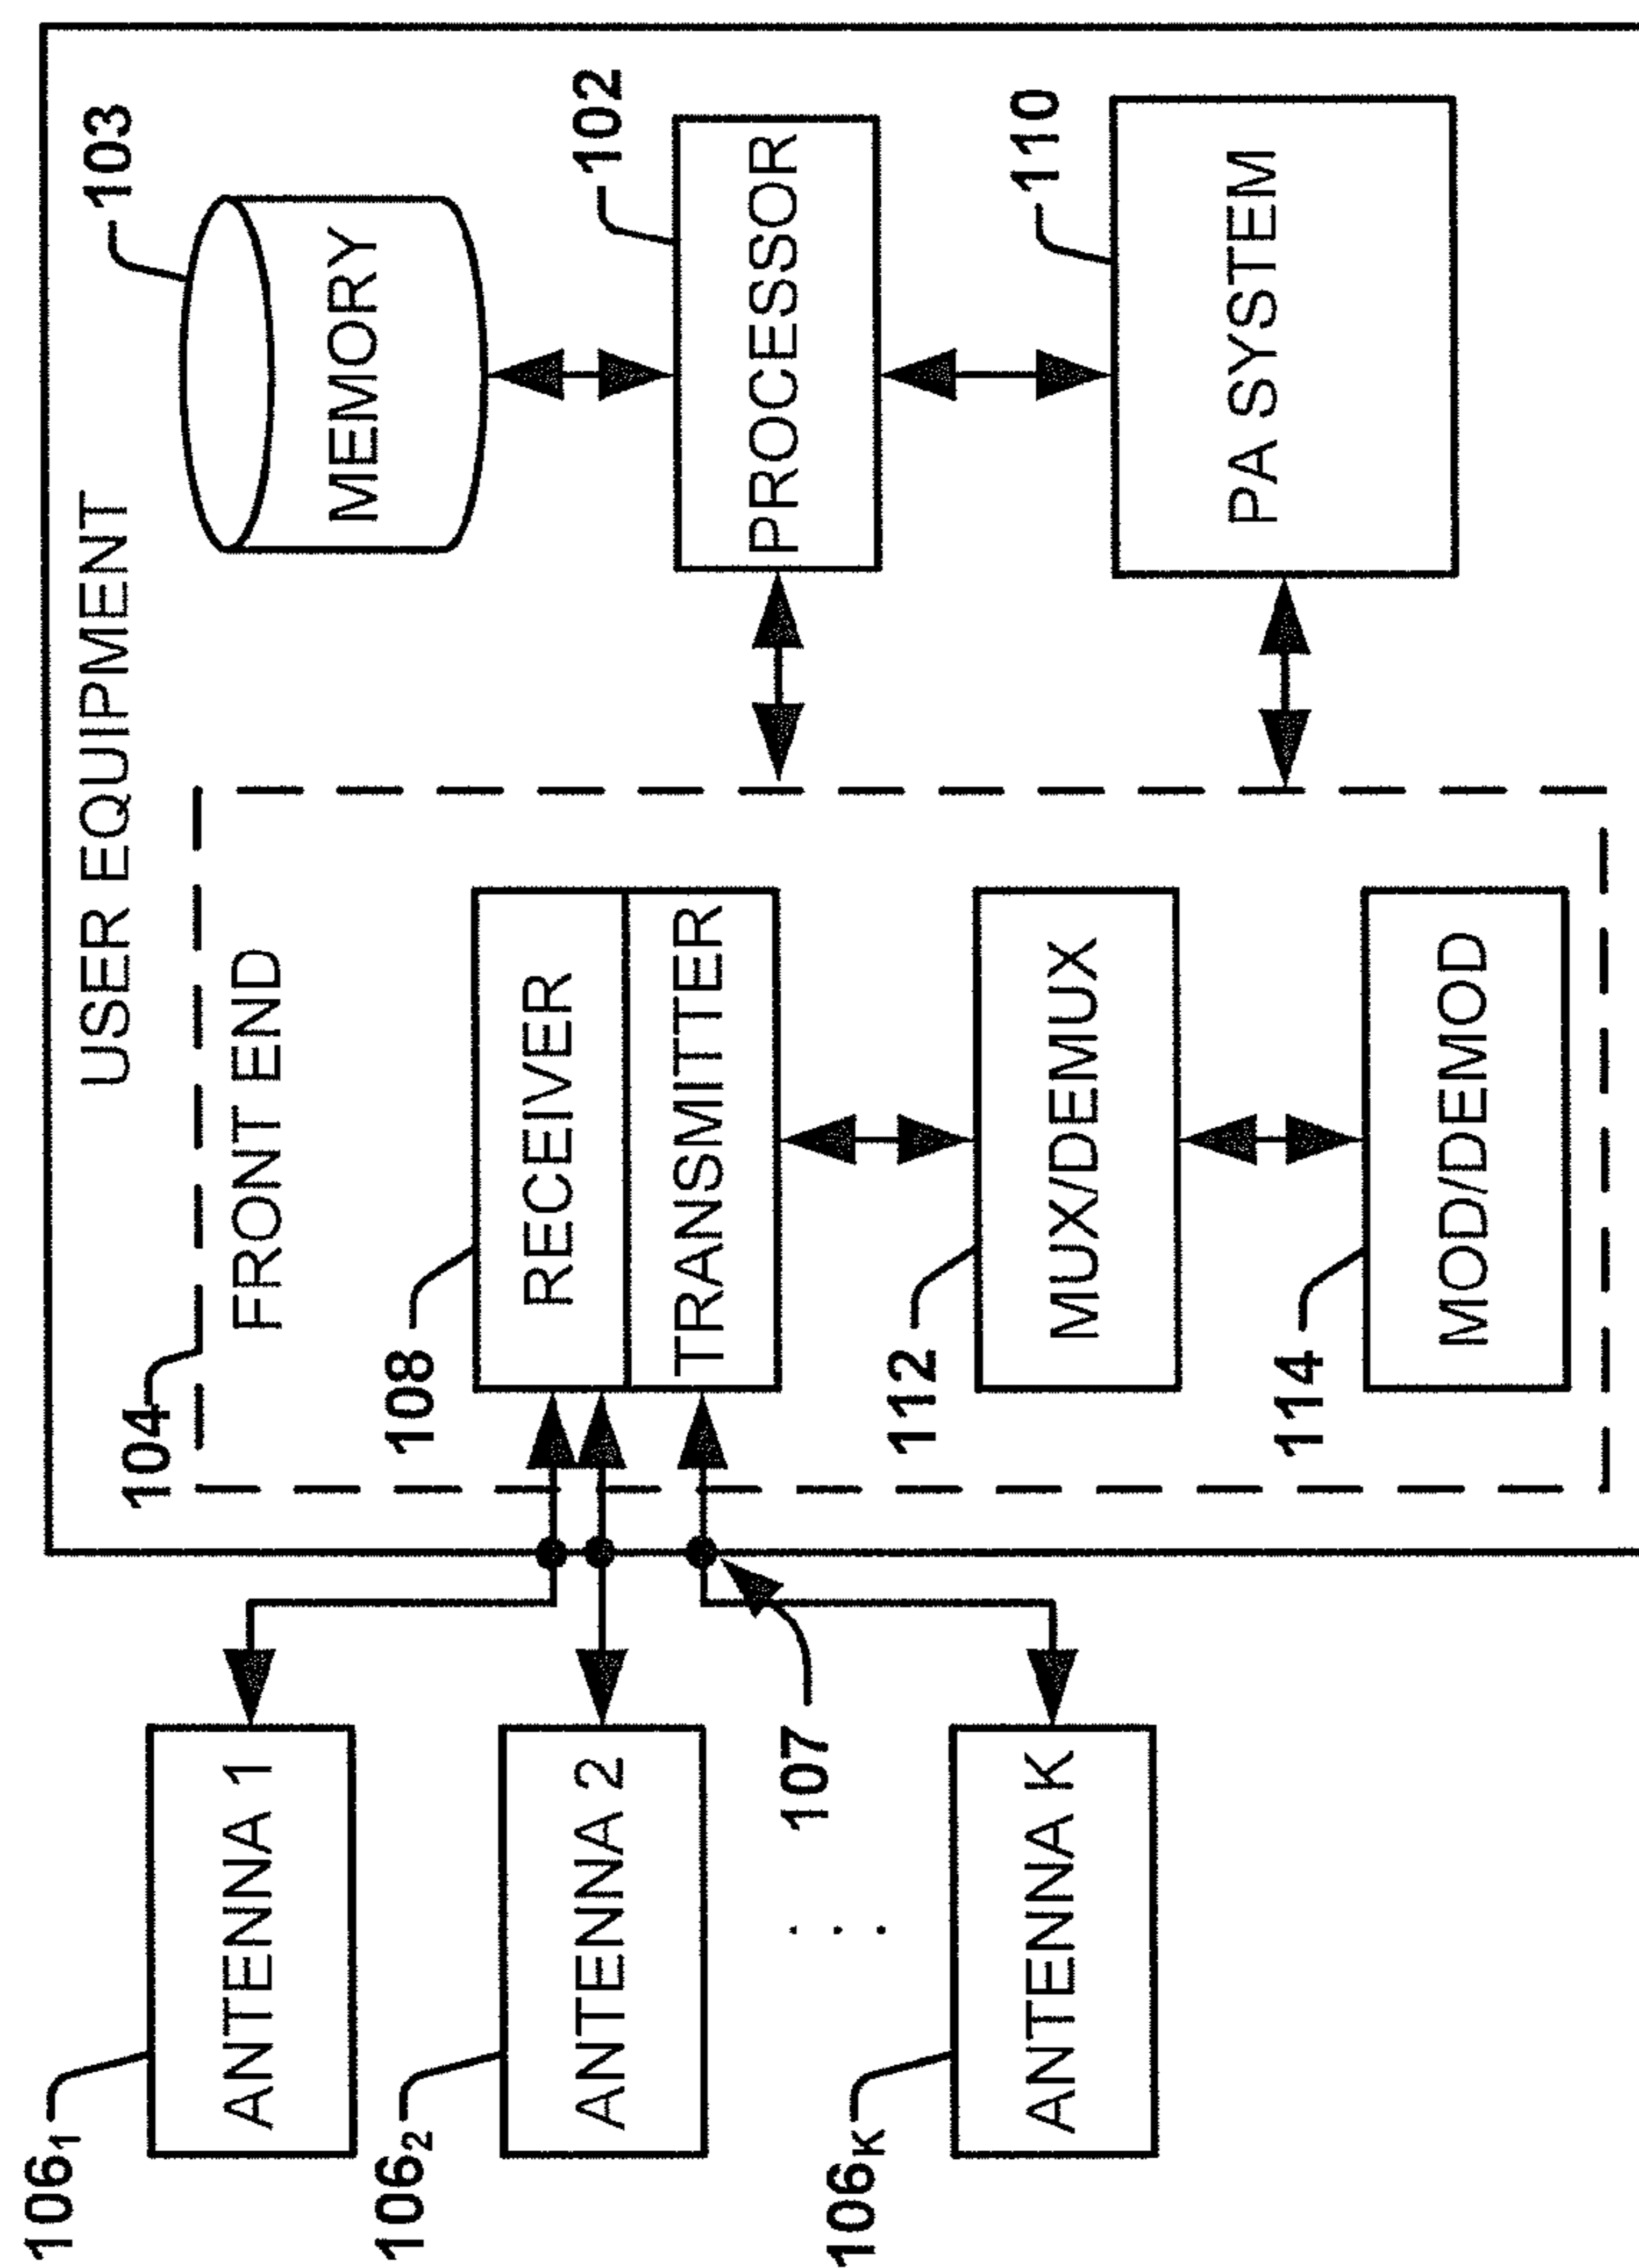 USER EQUIPMENT
104
FRONT END
103
MEMORY
106₁
ANTENNA 1
108
RECEIVER
TRANSMITTER
102
PROCESSOR
106₂
ANTENNA 2
107
112
MUX/DEMUX
110
PA SYSTEM
. . .
106K
ANTENNA K
114
MOD/DEMOD